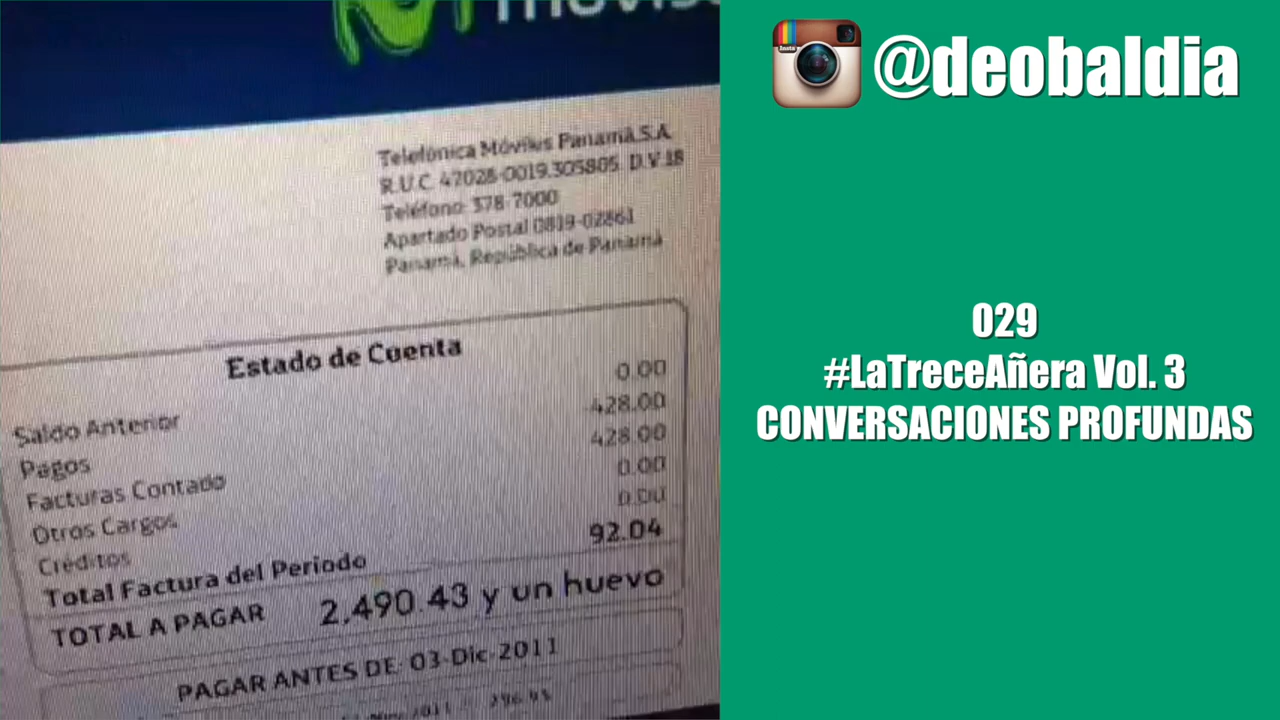 Telefónica Móviles Panamá S.A.
R.U.C. 47028-0019.305805 D.V.18
Teléfono: 378-7000
Apartado Postal 0819-02861
Panamá, República de Panamá
Estado de Cuenta
Saldo Anterior 0.00
Pagos -428.00
Facturas Contado 428.00
Otros Cargos 0.00
Créditos 0.00
Total Factura del Periodo 92.04
TOTAL A PAGAR 2,490.43 y un huevo
PAGAR ANTES DE: 03-Dic-2011
Insta
@deobaldia
029
#LaTreceAñera Vol. 3
CONVERSACIONES PROFUNDAS